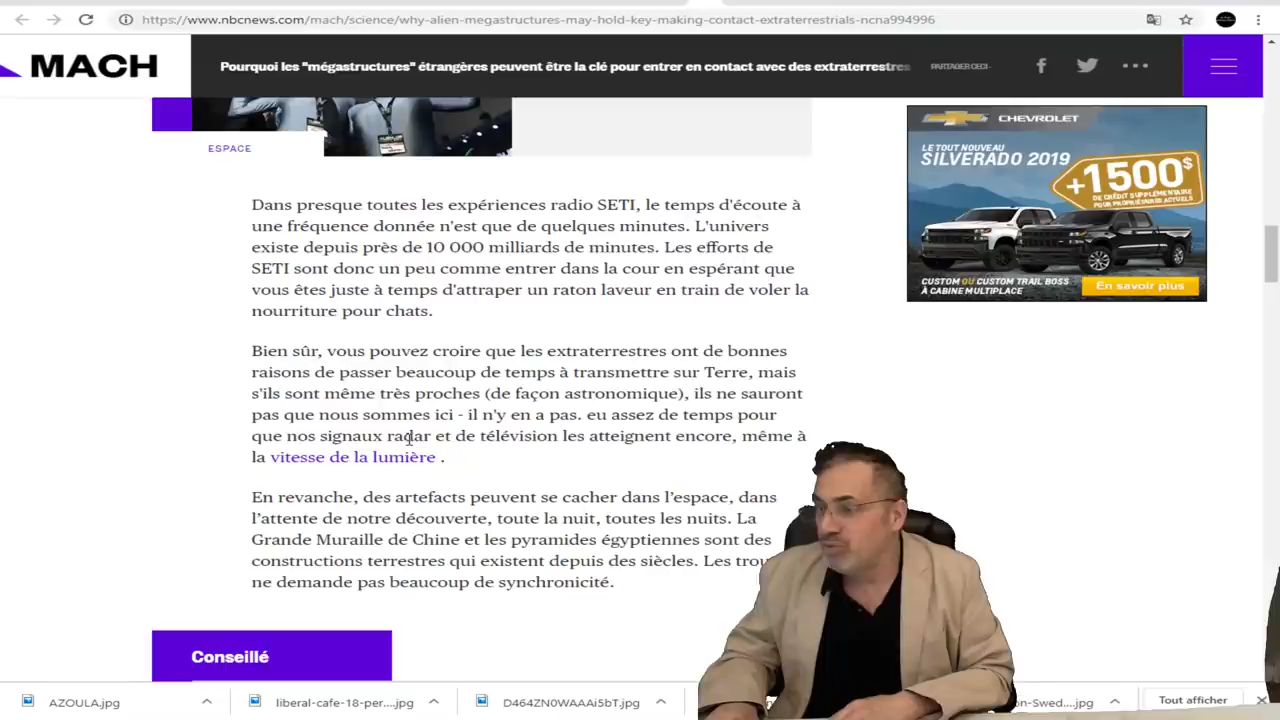 https://www.nbcnews.com/mach/science/why-alien-megastructures-may-hold-key-making-contact-extraterrestrials-ncna994996
MACH
Pourquoi les "mégastructures" étrangères peuvent être la clé pour entrer en contact avec des extraterrestres
PARTAGER CECI -
ESPACE
CHEVROLET
LE TOUT NOUVEAU
SILVERADO 2019
+1500$
DE CRÉDIT SUPPLÉMENTAIRE
POUR PROPRIÉTAIRES ACTUELS
CUSTOM OU CUSTOM TRAIL BOSS
À CABINE MULTIPLACE
En savoir plus
Dans presque toutes les expériences radio SETI, le temps d'écoute à
une fréquence donnée n'est que de quelques minutes. L'univers
existe depuis près de 10 000 milliards de minutes. Les efforts de
SETI sont donc un peu comme entrer dans la cour en espérant que
vous êtes juste à temps d'attraper un raton laveur en train de voler la
nourriture pour chats.
Bien sûr, vous pouvez croire que les extraterrestres ont de bonnes
raisons de passer beaucoup de temps à transmettre sur Terre, mais
s'ils sont même très proches (de façon astronomique), ils ne sauront
pas que nous sommes ici - il n'y en a pas. eu assez de temps pour
que nos signaux radar et de télévision les atteignent encore, même à
la vitesse de la lumière .
En revanche, des artefacts peuvent se cacher dans l'espace, dans
l'attente de notre découverte, toute la nuit, toutes les nuits. La
Grande Muraille de Chine et les pyramides égyptiennes sont des
constructions terrestres qui existent depuis des siècles. Les
ne demande pas beaucoup de synchronicité.
Conseillé
AZOULA.jpg
liberal-cafe-18-per....jpg
D464ZN0WAAAi5bT.jpg
on-Swed....jpg
Tout afficher